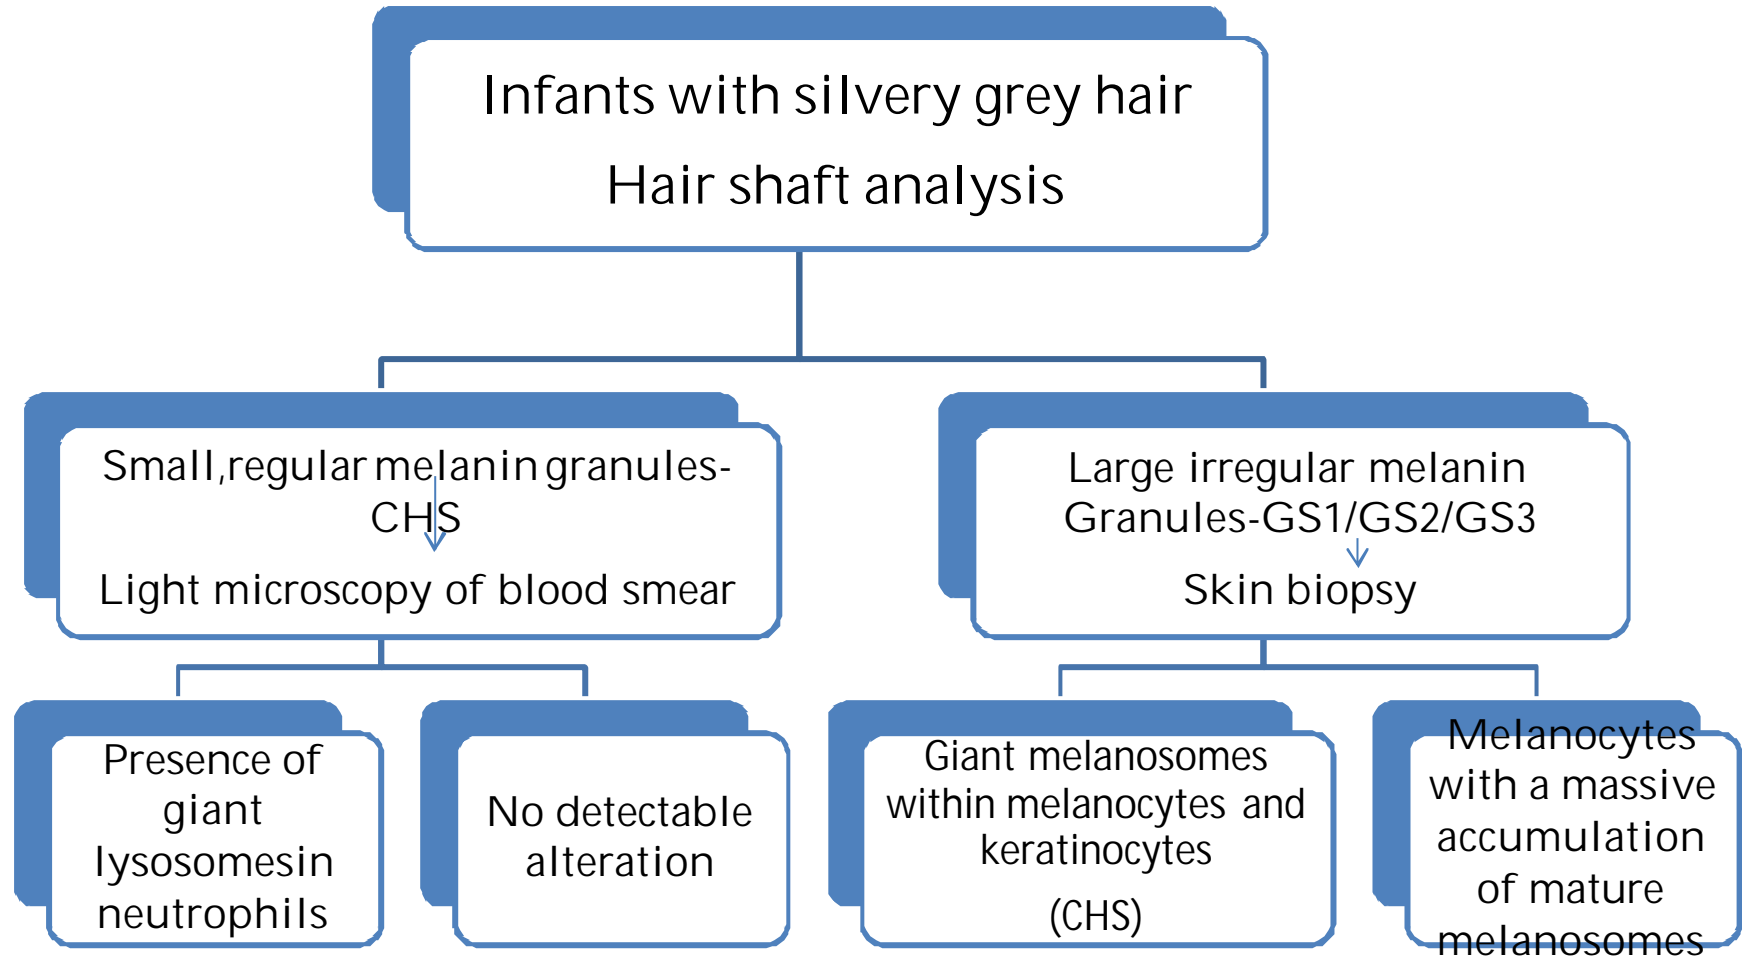 Infants with silvery grey hair
Hair shaft analysis
Small,regular melanin granules-
CHS
Light microscopy of blood smear
Large irregular melanin
Granules-GS1/GS2/GS3
Skin biopsy
Presence of
giant
lysosomesin
neutrophils
No detectable
alteration
Giant melanosomes
within melanocytes and
keratinocytes
(CHS)
Melanocytes
with a massive
accumulation
of mature
melanosomes